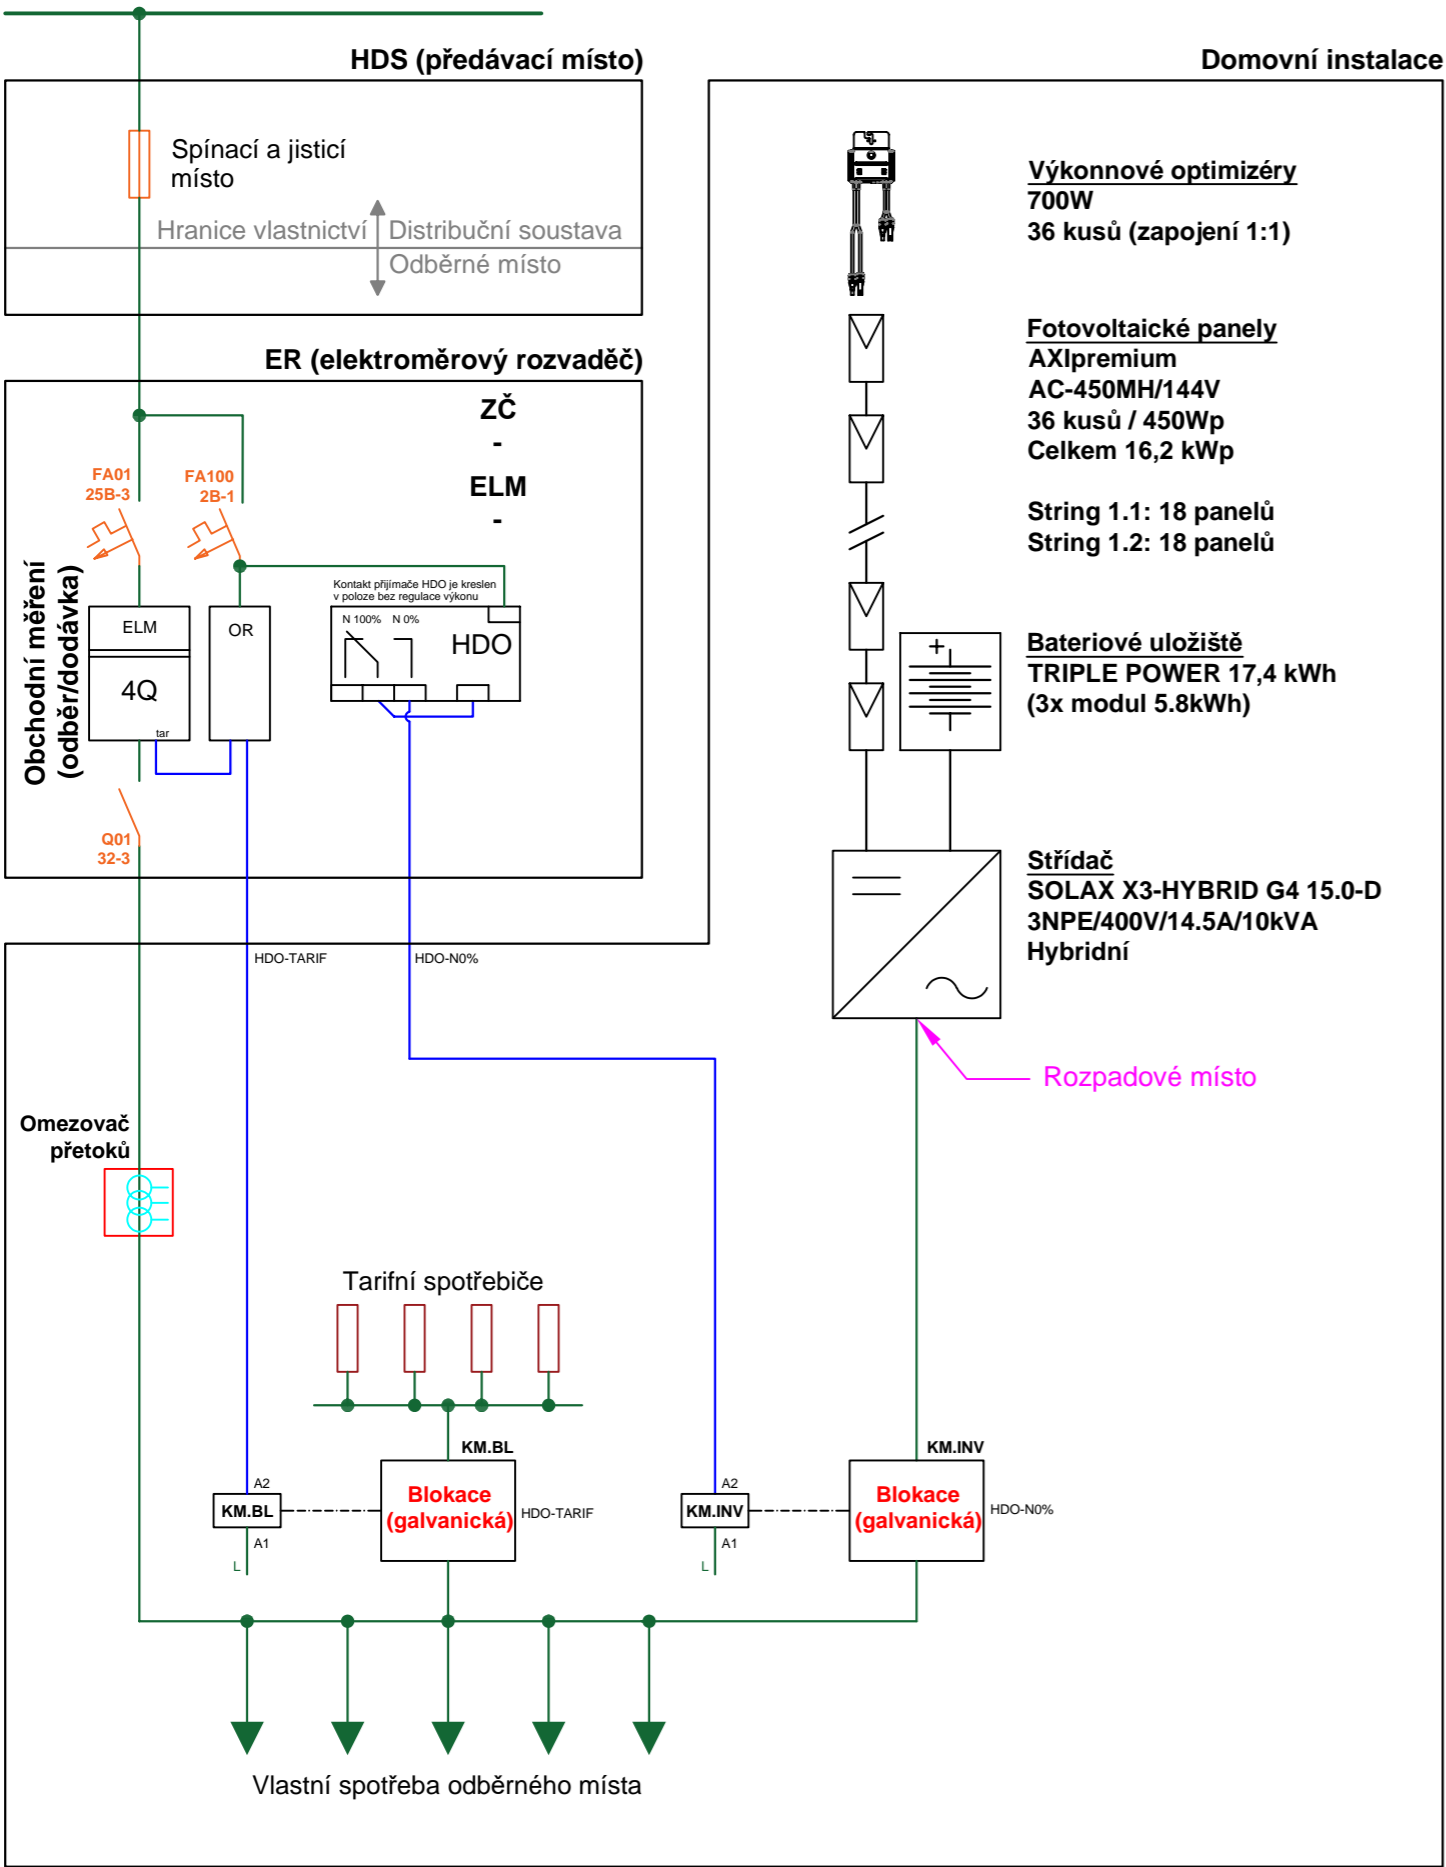 HDS (předávací místo)
Spínací a jisticí
místo
Hranice vlastnictví
Distribuční soustava
Odběrné místo
ER (elektroměrový rozvaděč)
ZČ
-
ELM
-
FA01
25B-3
FA100
2B-1
Obchodní měření
(odběr/dodávka)
ELM
4Q
tar
OR
Kontakt přijímače HDO je kreslen
v poloze bez regulace výkonu
N 100%
N 0%
HDO
Q01
32-3
Domovní instalace
Výkonnové optimizéry
700W
36 kusů (zapojení 1:1)
Fotovoltaické panely
AXIpremium
AC-450MH/144V
36 kusů / 450Wp
Celkem 16,2 kWp
String 1.1: 18 panelů
String 1.2: 18 panelů
+
Bateriové uložiště
TRIPLE POWER 17,4 kWh
(3x modul 5.8kWh)
Střídač
SOLAX X3-HYBRID G4 15.0-D
3NPE/400V/14.5A/10kVA
Hybridní
HDO-TARIF
HDO-N0%
Rozpadové místo
Omezovač
přetoků
Tarifní spotřebiče
KM.BL
A2
KM.BL
A1
L
Blokace
(galvanická)
HDO-TARIF
KM.INV
A2
KM.INV
A1
L
Blokace
(galvanická)
HDO-N0%
Vlastní spotřeba odběrného místa